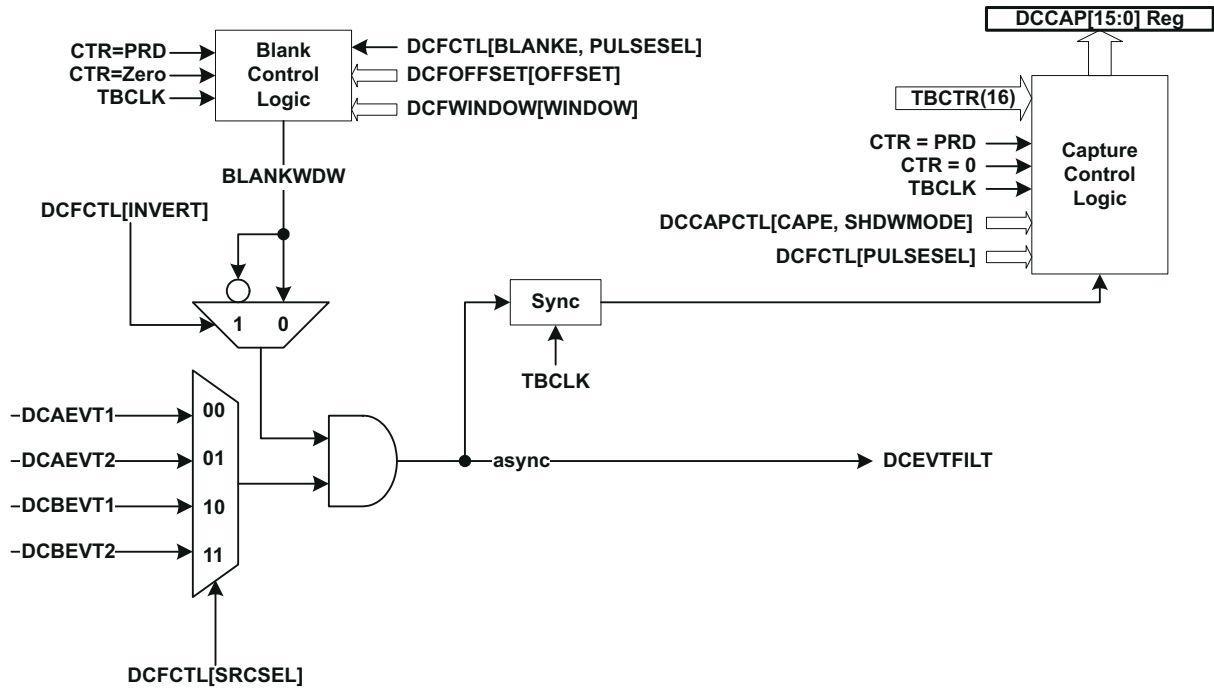 DCCAP[15:0] Reg
CTR=PRD
CTR=Zero
TBCLK
Blank
Control
Logic
DCFCTL[BLANKE, PULSESEL]
DCFOFFSET[OFFSET]
DCFWINDOW[WINDOW]
TBCTR(16)
CTR = PRD
CTR = 0
TBCLK
DCCAPCTL[CAPE, SHDWMODE]
DCFCTL[PULSESEL]
Capture
Control
Logic
BLANKWDW
DCFCTL[INVERT]
1 0
Sync
TBCLK
DCAEVT1
DCAEVT2
DCBEVT1
DCBEVT2
00
01
10
11
async
DCEVTFILT
DCFCTL[SRCSEL]